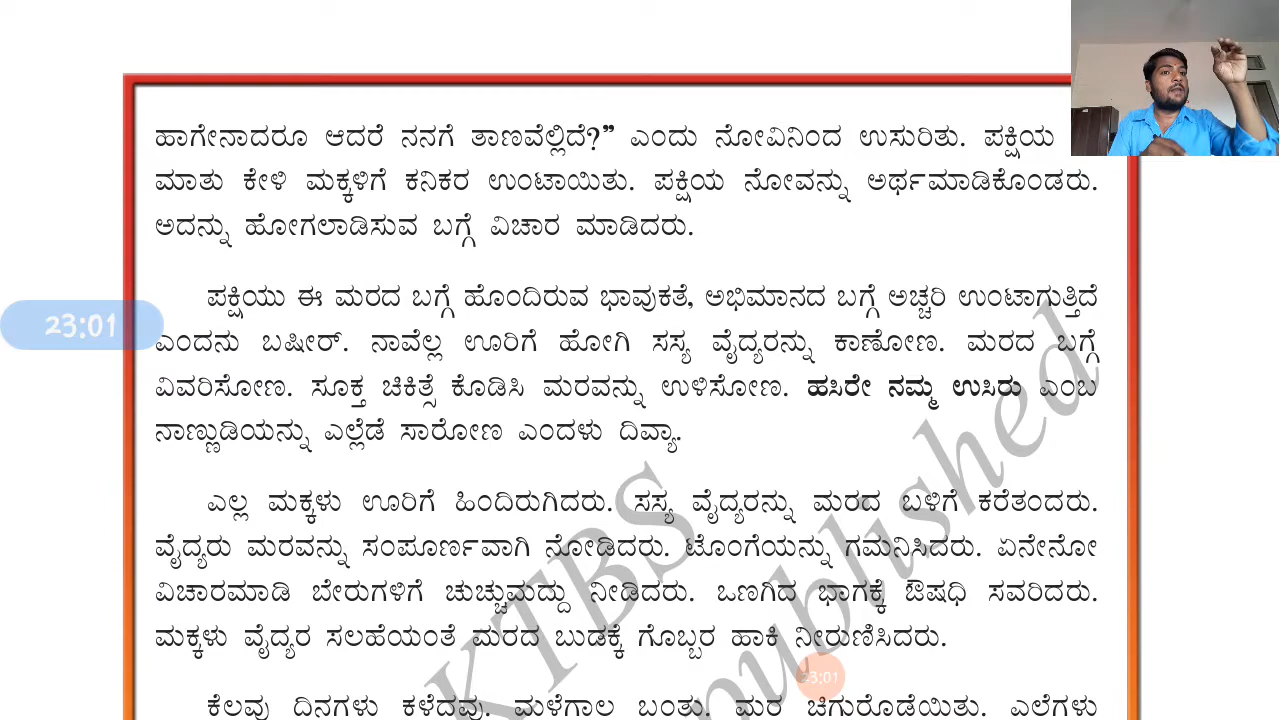 ಹಾಗೇನಾದರೂ ಆದರೆ ನನಗೆ ತಾಣವೆಲ್ಲಿದೆ?” ಎಂದು ನೋವಿನಿಂದ ಉಸುರಿತು. ಪಕ್ಷಿಯ
ಮಾತು ಕೇಳಿ ಮಕ್ಕಳಿಗೆ ಕನಿಕರ ಉಂಟಾಯಿತು. ಪಕ್ಷಿಯ ನೋವನ್ನು ಅರ್ಥಮಾಡಿಕೊಂಡರು.
ಅದನ್ನು ಹೋಗಲಾಡಿಸುವ ಬಗ್ಗೆ ವಿಚಾರ ಮಾಡಿದರು.
ಪಕ್ಷಿಯು ಈ ಮರದ ಬಗ್ಗೆ ಹೊಂದಿರುವ ಭಾವುಕತೆ, ಅಭಿಮಾನದ ಬಗ್ಗೆ ಅಚ್ಚರಿ ಉಂಟಾಗುತ್ತಿದೆ
23:01
ಎಂದನು ಬಷೀರ್. ನಾವೆಲ್ಲ ಊರಿಗೆ ಹೋಗಿ ಸಸ್ಯ ವೈದ್ಯರನ್ನು ಕಾಣೋಣ. ಮರದ ಬಗ್ಗೆ
ವಿವರಿಸೋಣ. ಸೂಕ್ತ ಚಿಕಿತ್ಸೆ ಕೊಡಿಸಿ ಮರವನ್ನು ಉಳಿಸೋಣ. ಹಸಿರೇ ನಮ್ಮ ಉಸಿರು ಎಂಬ
ನಾಣ್ಣುಡಿಯನ್ನು ಎಲ್ಲೆಡೆ ಸಾರೋಣ ಎಂದಳು ದಿವ್ಯಾ.
ಎಲ್ಲ ಮಕ್ಕಳು ಊರಿಗೆ ಹಿಂದಿರುಗಿದರು. ಸಸ್ಯ ವೈದ್ಯರನ್ನು ಮರದ ಬಳಿಗೆ ಕರೆತಂದರು.
ವೈದ್ಯರು ಮರವನ್ನು ಸಂಪೂರ್ಣವಾಗಿ ನೋಡಿದರು. ಟೊಂಗೆಯನ್ನು ಗಮನಿಸಿದರು. ಏನೇನೋ
ವಿಚಾರಮಾಡಿ ಬೇರುಗಳಿಗೆ ಚುಚ್ಚುಮದ್ದು ನೀಡಿದರು. ಒಣಗಿದ ಭಾಗಕ್ಕೆ ಔಷಧಿ ಸವರಿದರು.
ಮಕ್ಕಳು ವೈದ್ಯರ ಸಲಹೆಯಂತೆ ಮರದ ಬುಡಕ್ಕೆ ಗೊಬ್ಬರ ಹಾಕಿ ನೀರುಣಿಸಿದರು.
23:01
ಕೆಲವು ದಿನಗಳು ಕಳೆದವು. ಮಳೆಗಾಲ ಬಂತು. ಮರ ಚಿಗುರೊಡೆಯಿತು. ಎಲೆಗಳು
KTBS
published